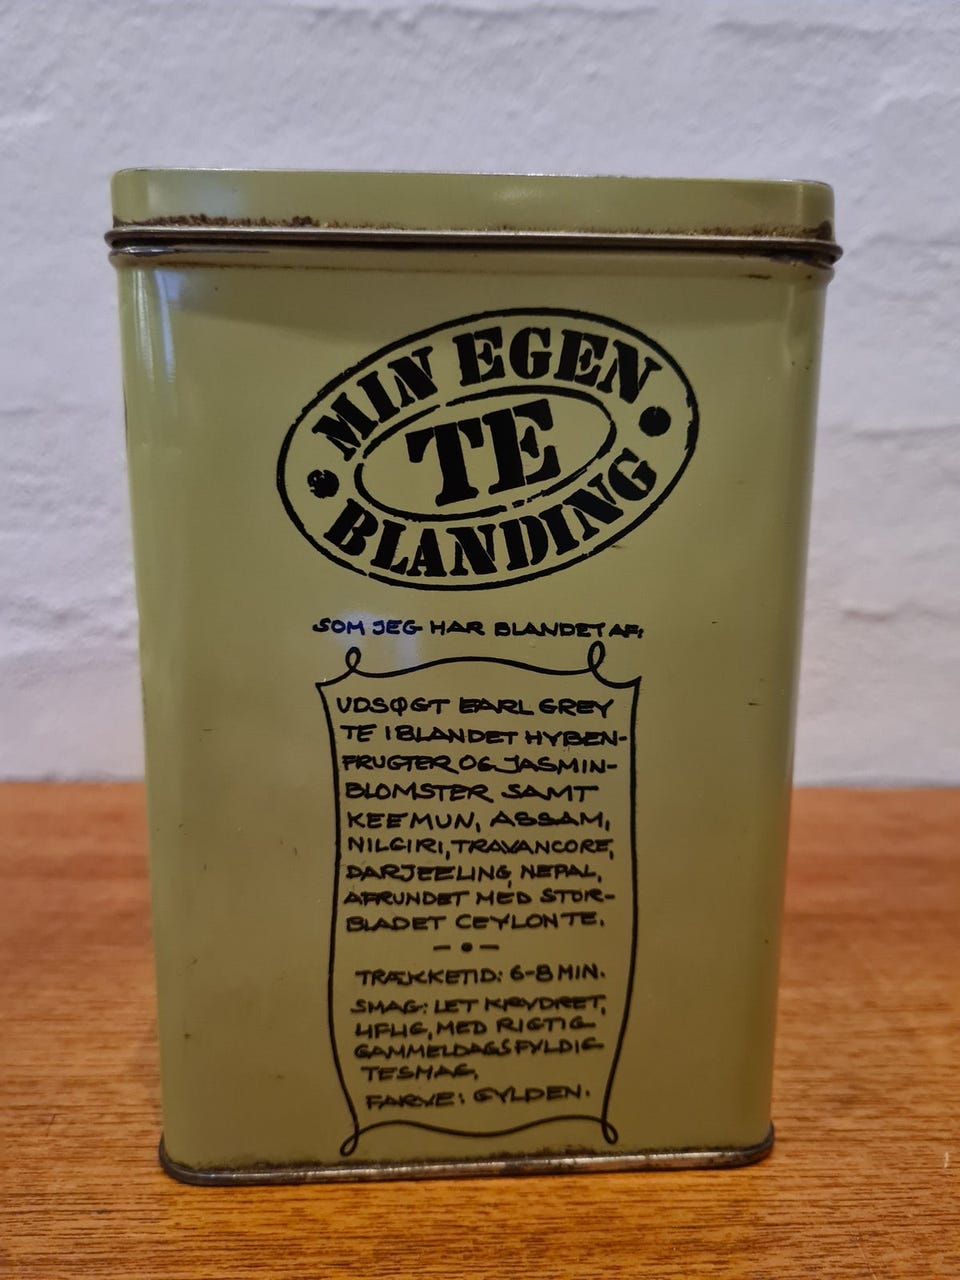 MIN EGEN
TE
BLANDING
SOM JEG HAR BLANDET AF:
UDSØGT EARL GREY
TE IBLANDET HYBEN-
FRUGTER OG JASMIN-
BLOMSTER SAMT
KEEMUN, ASSAM,
NILGIRI, TRAVANCORE,
DARJEELING, NEPAL,
AFRUNDET MED STOR-
BLADET CEYLONTE.
TRÆKKETID: 6-8 MIN.
SMAG: LET KRYDRET,
LIFLIG, MED RIGTIG
GAMMELDAGS FYLDIG
TESMAG.
FARVE: GYLDEN.